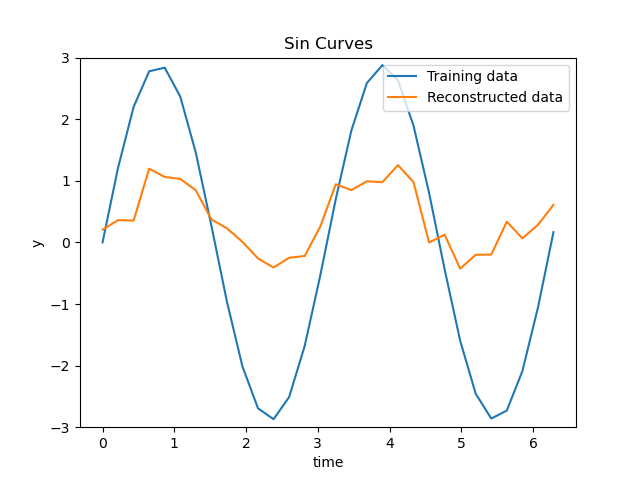 Sin Curves
Training data
Reconstructed data
3
2
1
0
−1
−2
−3
y
0 1 2 3 4 5 6
time